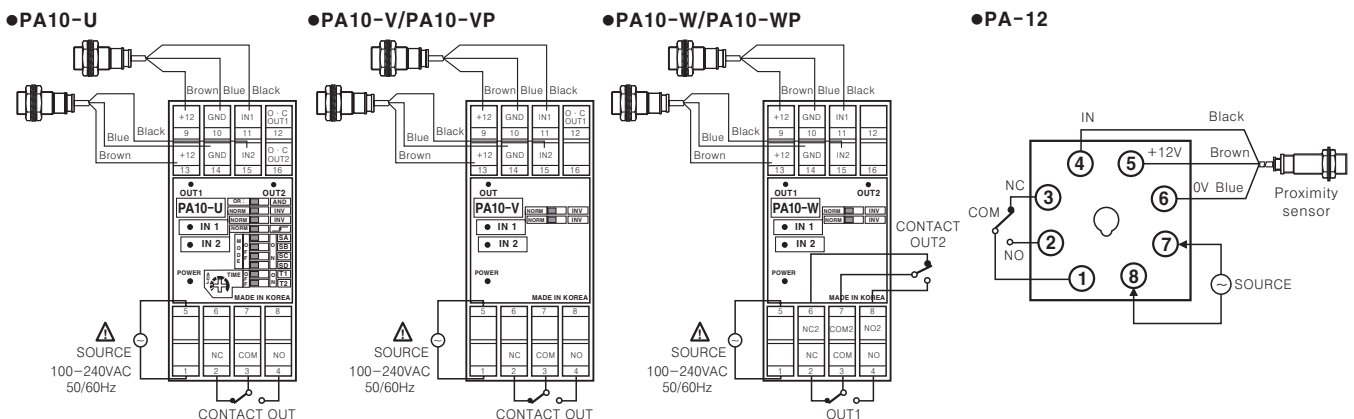 ●PA10-U
Brown Blue Black
Black
Blue
Brown
+12 GND IN1 O·C OUT1
9 10 11 12
+12 GND IN2 O·C OUT2
13 14 15 16
OUT1 OUT2
PA10-U
OR AND
NORM INV
NORM INV
NORM
IN 1
IN 2
MODE
OFF ON
SA
SB
SC
SD
POWER
TIME
OFF ON
T1
T2
MADE IN KOREA
5 6 7 8
NC COM NO
1 2 3 4
SOURCE
100-240VAC
50/60Hz
CONTACT OUT
●PA10-V/PA10-VP
Brown Blue Black
Black
Blue
Brown
+12 GND IN1 O·C OUT1
9 10 11 12
+12 GND IN2
13 14 15 16
OUT
PA10-V
NORM INV
NORM INV
IN 1
IN 2
POWER
MADE IN KOREA
5 6 7 8
NC COM NO
1 2 3 4
SOURCE
100-240VAC
50/60Hz
CONTACT OUT
●PA10-W/PA10-WP
Brown Blue Black
Black
Blue
Brown
+12 GND IN1
9 10 11 12
+12 GND IN2
13 14 15 16
OUT1 OUT2
PA10-W
NORM INV
NORM INV
IN 1
IN 2
CONTACT
OUT2
POWER
MADE IN KOREA
5 6 7 8
NC2 COM2 NO2
NC COM NO
1 2 3 4
SOURCE
100-240VAC
50/60Hz
OUT1
●PA-12
IN Black
4 5 +12V Brown
NC 3
0V Blue
6
Proximity
sensor
COM
2 7
NO
1 8
SOURCE